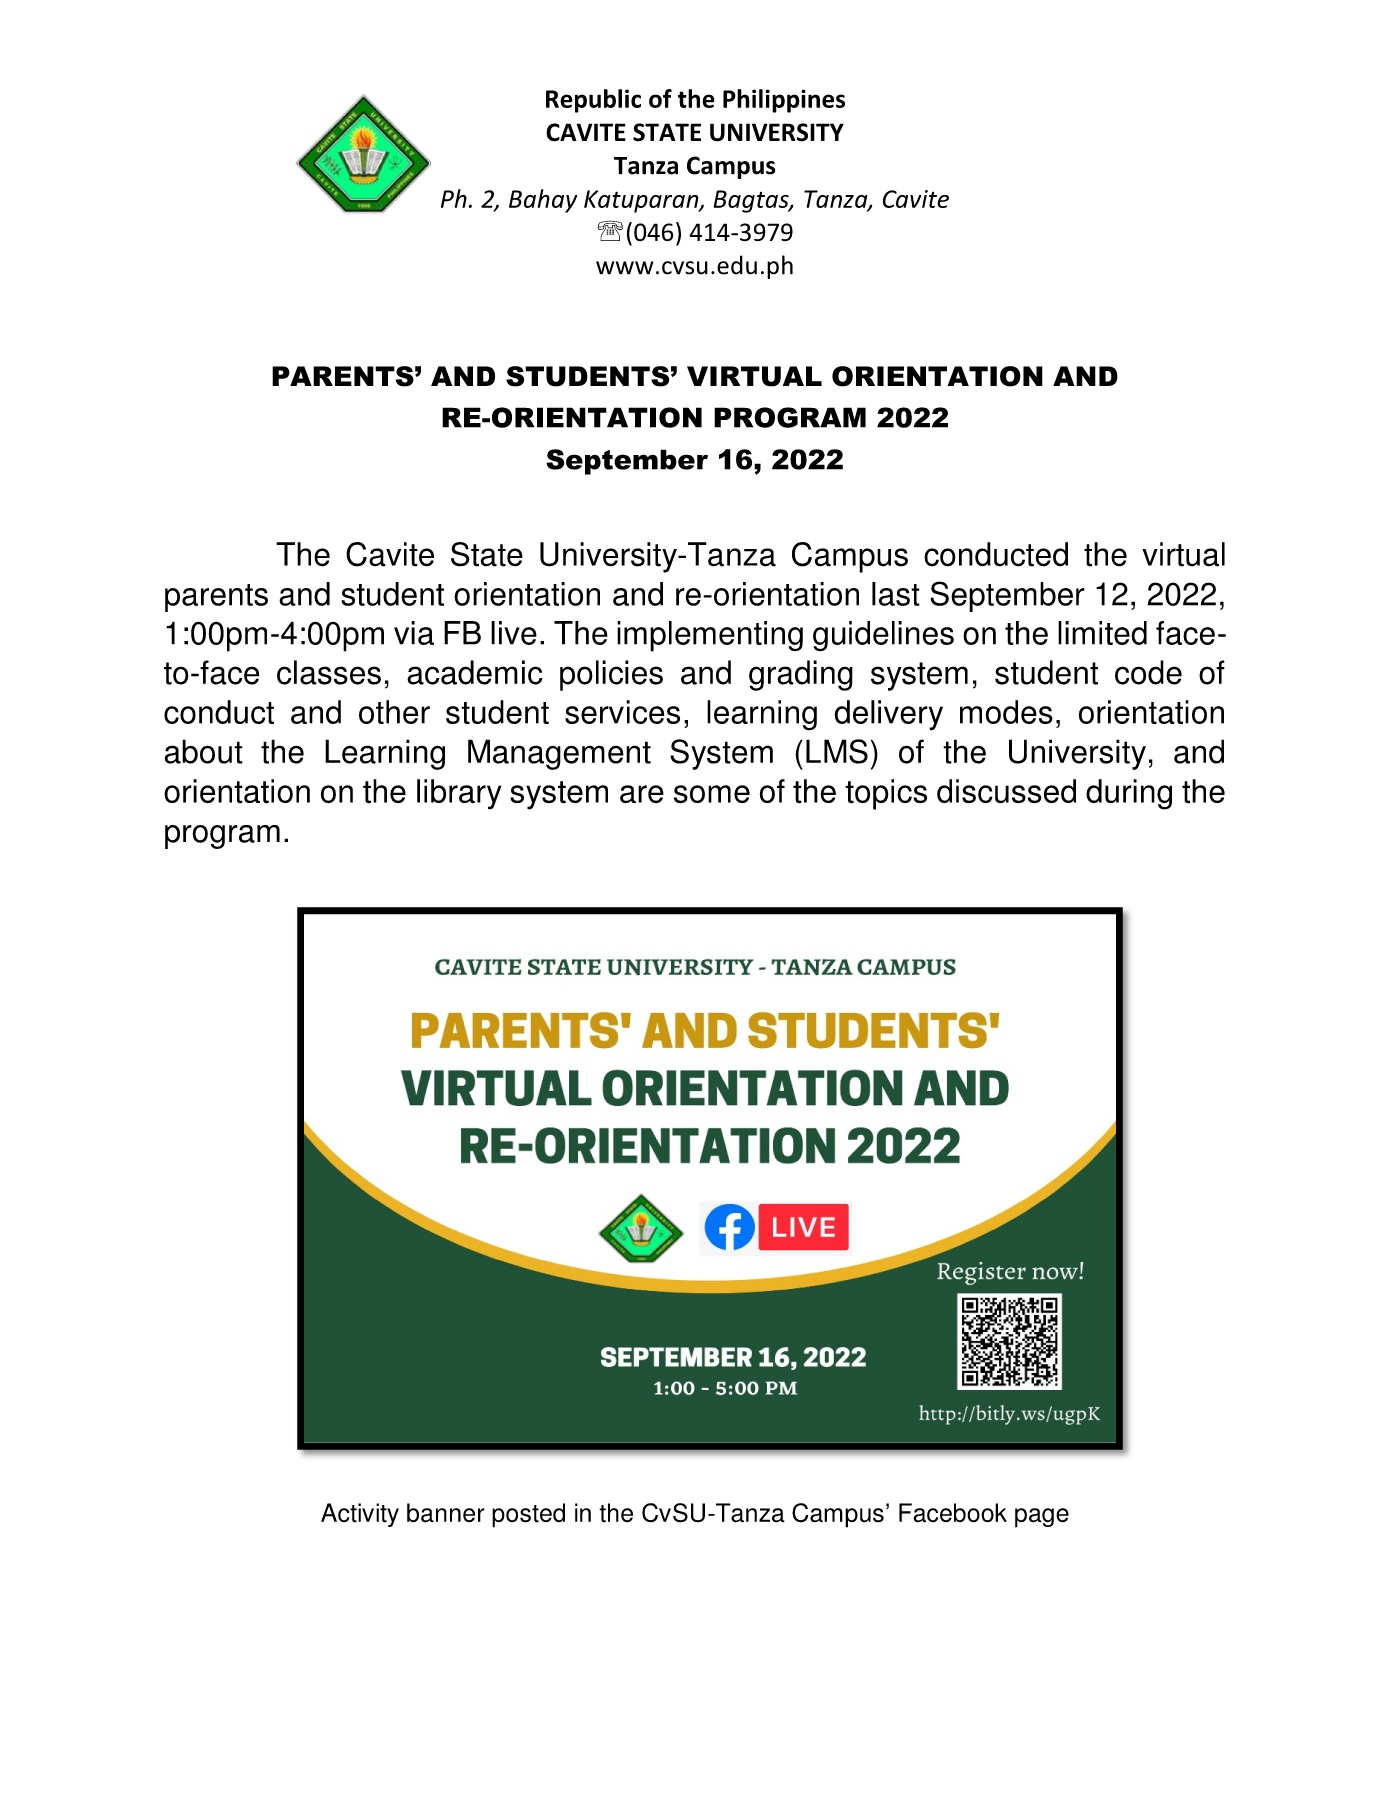 Republic of the Philippines
CAVITE STATE UNIVERSITY
Tanza Campus
Ph. 2, Bahay Katuparan, Bagtas, Tanza, Cavite
☏(046) 414-3979
www.cvsu.edu.ph
PARENTS’ AND STUDENTS’ VIRTUAL ORIENTATION AND
RE-ORIENTATION PROGRAM 2022
September 16, 2022
The Cavite State University-Tanza Campus conducted the virtual
parents and student orientation and re-orientation last September 12, 2022,
1:00pm-4:00pm via FB live. The implementing guidelines on the limited face-
to-face classes, academic policies and grading system, student code of
conduct and other student services, learning delivery modes, orientation
about the Learning Management System (LMS) of the University, and
orientation on the library system are some of the topics discussed during the
program.
CAVITE STATE UNIVERSITY - TANZA CAMPUS
PARENTS' AND STUDENTS'
VIRTUAL ORIENTATION AND
RE-ORIENTATION 2022
LIVE
Register now!
SEPTEMBER 16, 2022
1:00 - 5:00 PM
http://bitly.ws/ugpK
Activity banner posted in the CvSU-Tanza Campus’ Facebook page